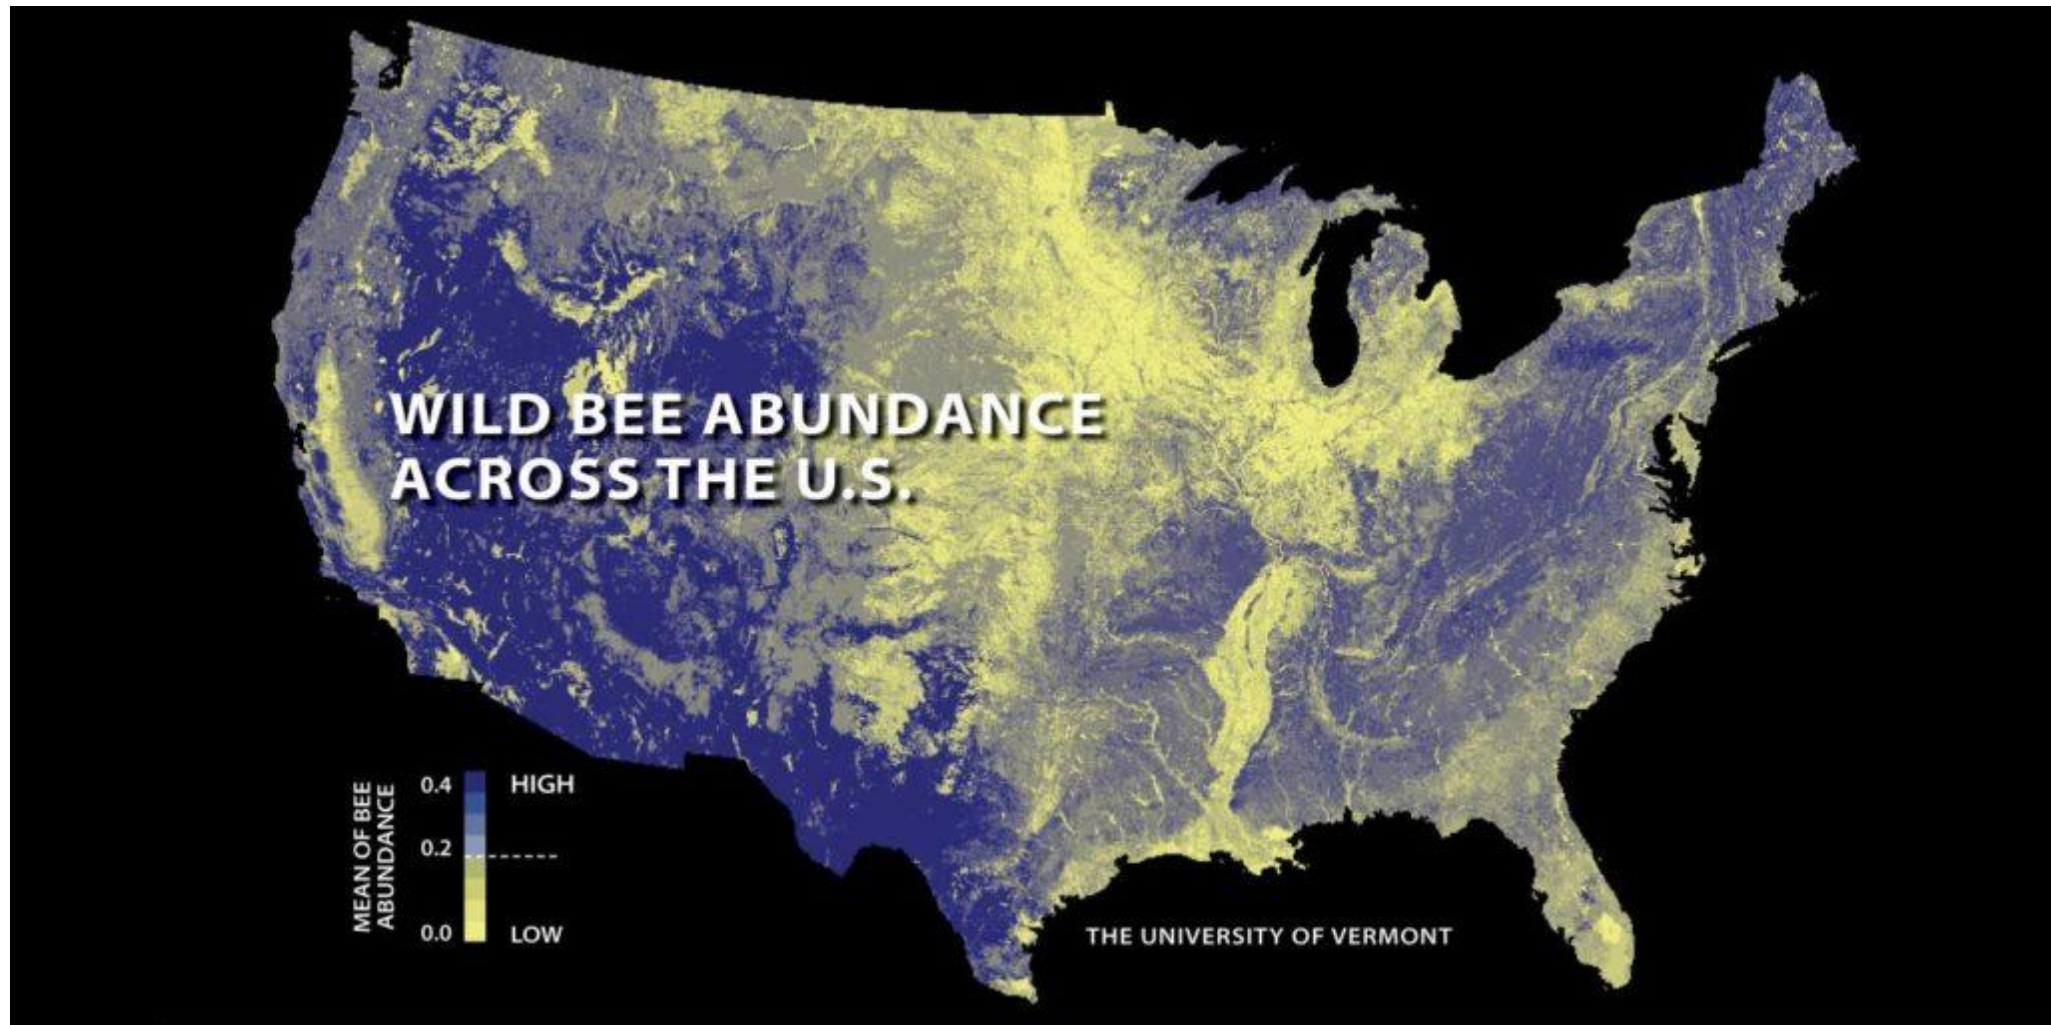 WILD BEE ABUNDANCE
ACROSS THE U.S.
MEAN OF BEE
ABUNDANCE
0.4
HIGH
0.2
0.0
LOW
THE UNIVERSITY OF VERMONT